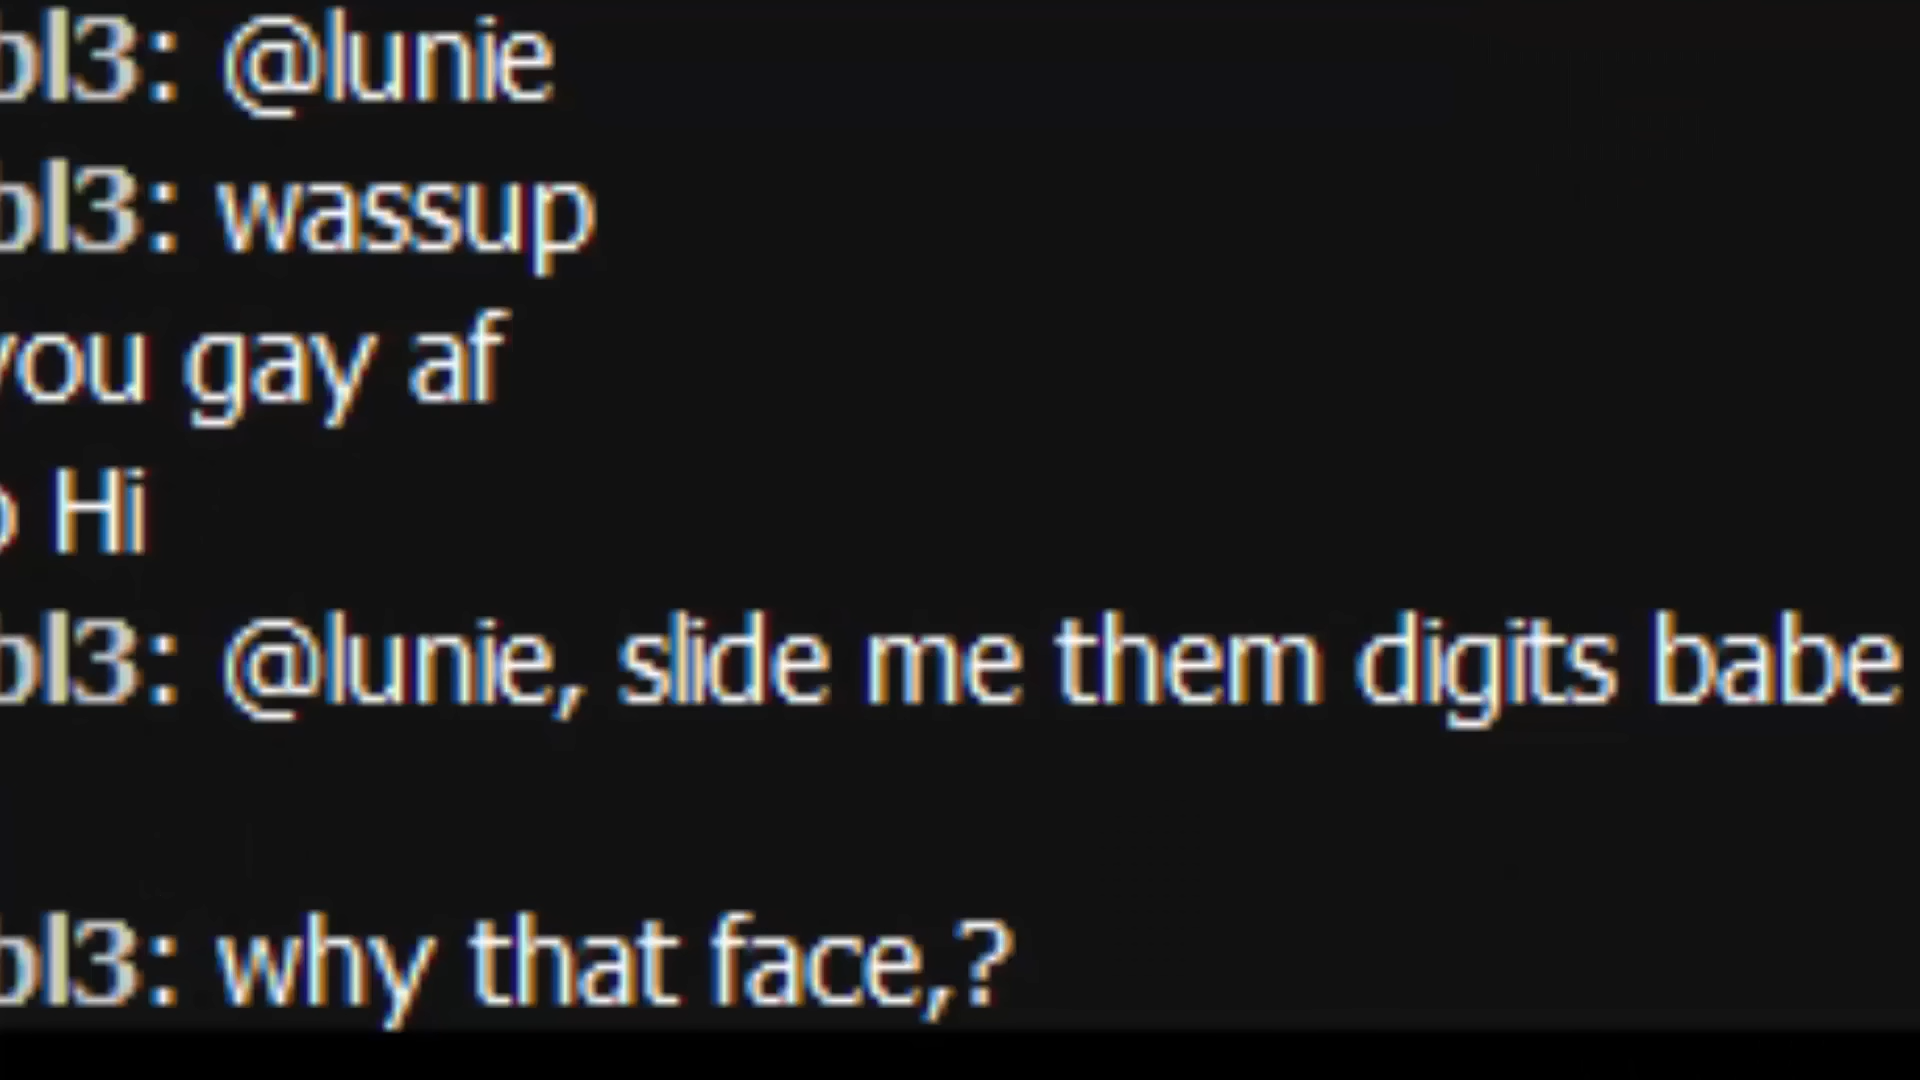 bl3: @lunie
bl3: wassup
you gay af
Hi
bl3: @lunie, slide me them digits babe
bl3: why that face,?